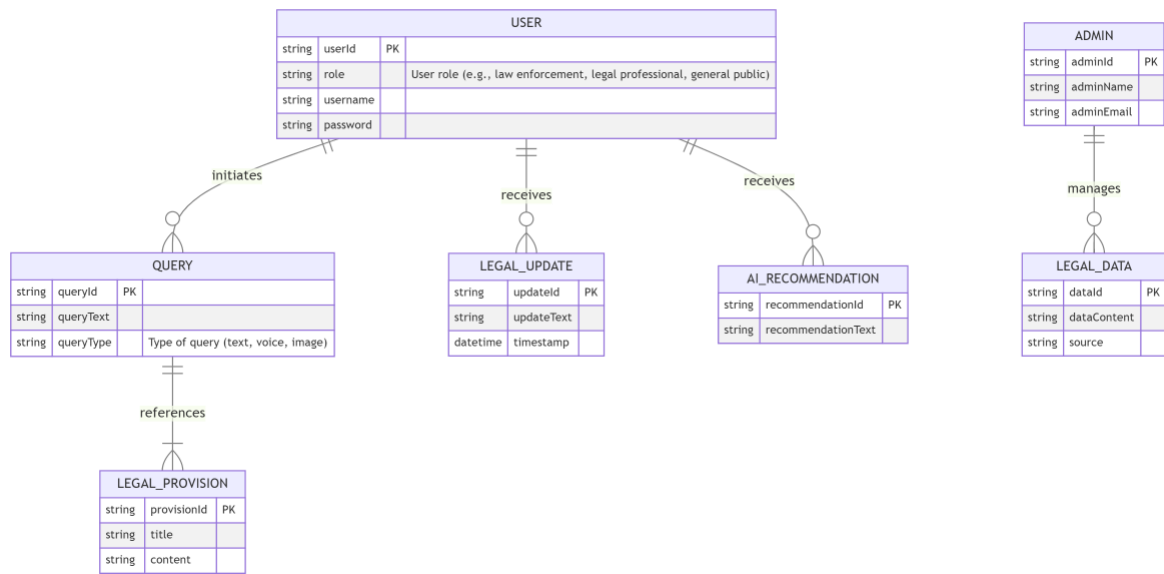 USER
string userId PK
string role User role (e.g., law enforcement, legal professional, general public)
string username
string password
ADMIN
string adminId PK
string adminName
string adminEmail
initiates
receives
receives
manages
QUERY
string queryId PK
string queryText
string queryType Type of query (text, voice, image)
LEGAL_UPDATE
string updateId PK
string updateText
datetime timestamp
AI_RECOMMENDATION
string recommendationId PK
string recommendationText
LEGAL_DATA
string dataId PK
string dataContent
string source
references
LEGAL_PROVISION
string provisionId PK
string title
string content